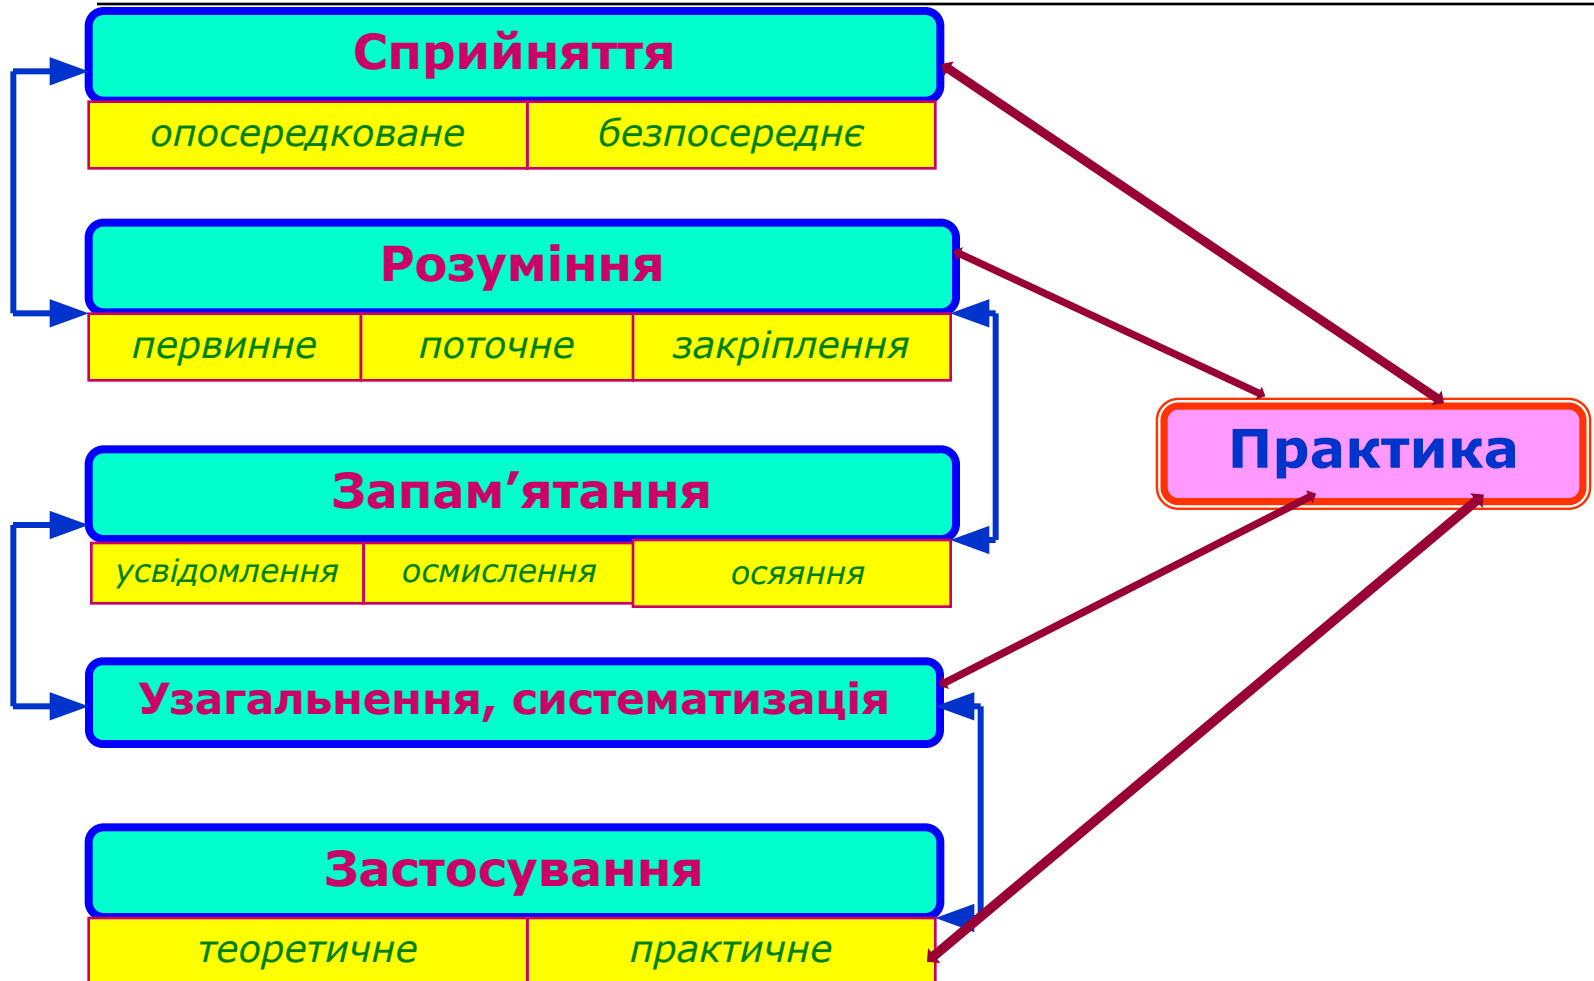 Сприйняття
опосередковане безпосереднє
Розуміння
первинне поточне закріплення
Практика
Запам’ятання
усвідомлення осмислення осяяння
Узагальнення, систематизація
Застосування
теоретичне практичне